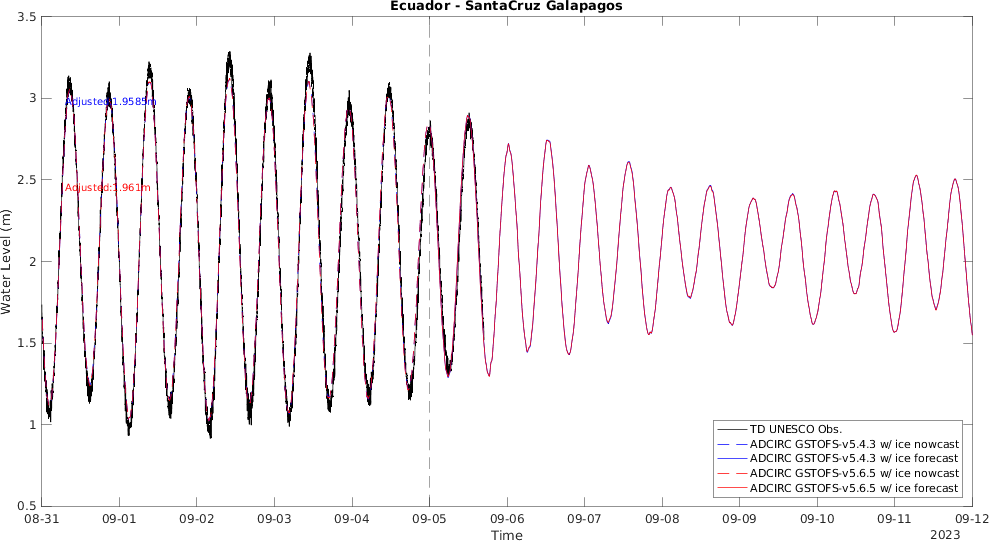 Ecuador - SantaCruz Galapagos
3.5
3
2.5
2
1.5
1
0.5
Water Level (m)
Adjusted:1.9585m
Adjusted:1.961m
TD UNESCO Obs.
ADCIRC GSTOFS-v5.4.3 w/ ice nowcast
ADCIRC GSTOFS-v5.4.3 w/ ice forecast
ADCIRC GSTOFS-v5.6.5 w/ ice nowcast
ADCIRC GSTOFS-v5.6.5 w/ ice forecast
08-31 09-01 09-02 09-03 09-04 09-05 09-06 09-07 09-08 09-09 09-10 09-11 09-12
Time
2023